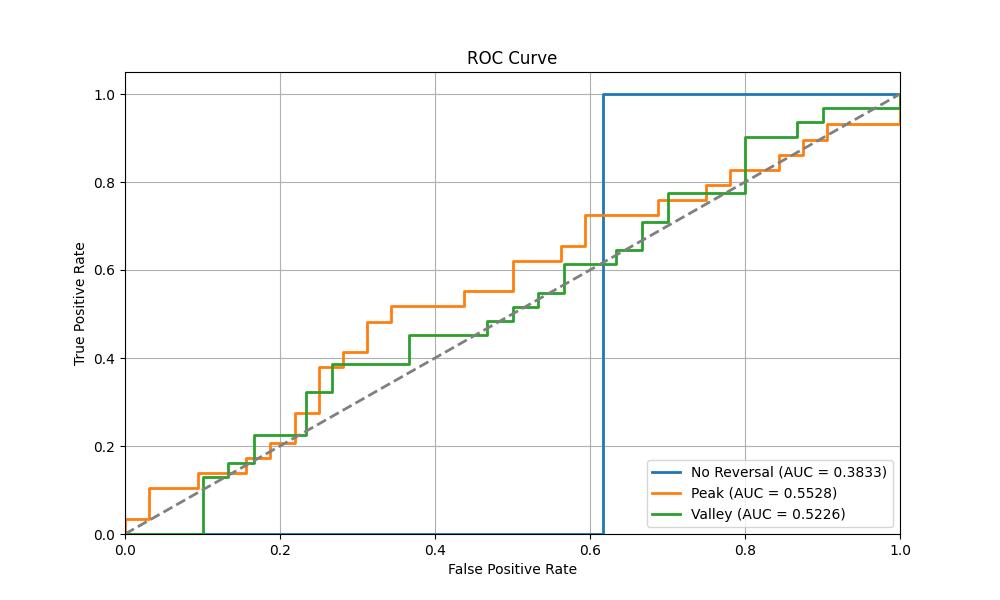 ROC Curve
True Positive Rate
1.0
0.8
0.6
0.4
0.2
0.0
No Reversal (AUC = 0.3833)
Peak (AUC = 0.5528)
Valley (AUC = 0.5226)
0.0 0.2 0.4 0.6 0.8 1.0
False Positive Rate